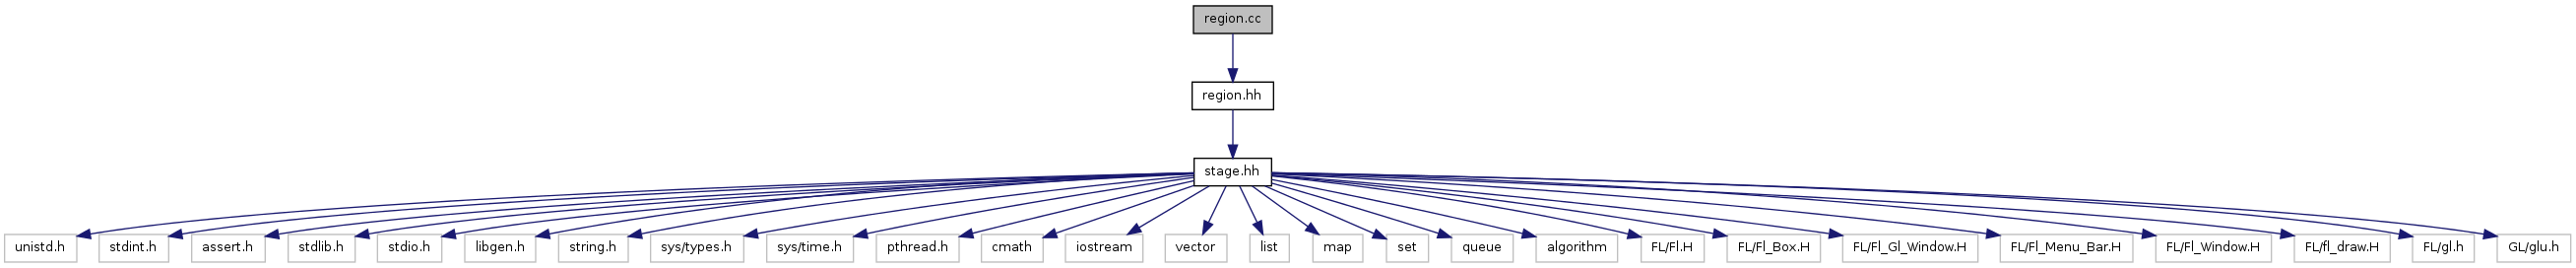 region.cc
region.hh
stage.hh
unistd.h
stdint.h
assert.h
stdlib.h
stdio.h
libgen.h
string.h
sys/types.h
sys/time.h
pthread.h
cmath
iostream
vector
list
map
set
queue
algorithm
FL/Fl.H
FL/Fl_Box.H
FL/Fl_Gl_Window.H
FL/Fl_Menu_Bar.H
FL/Fl_Window.H
FL/fl_draw.H
FL/gl.h
GL/glu.h